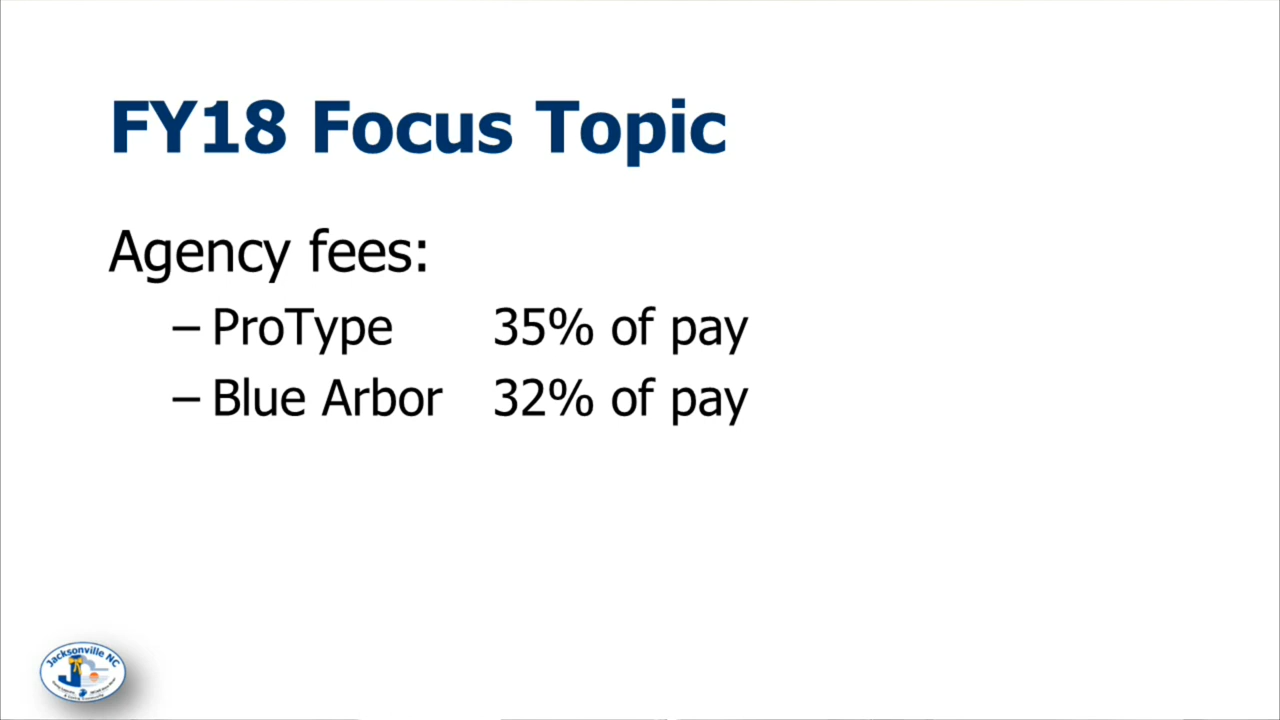 FY18 Focus Topic
Agency fees:
– ProType 35% of pay
– Blue Arbor 32% of pay
Jacksonville NC